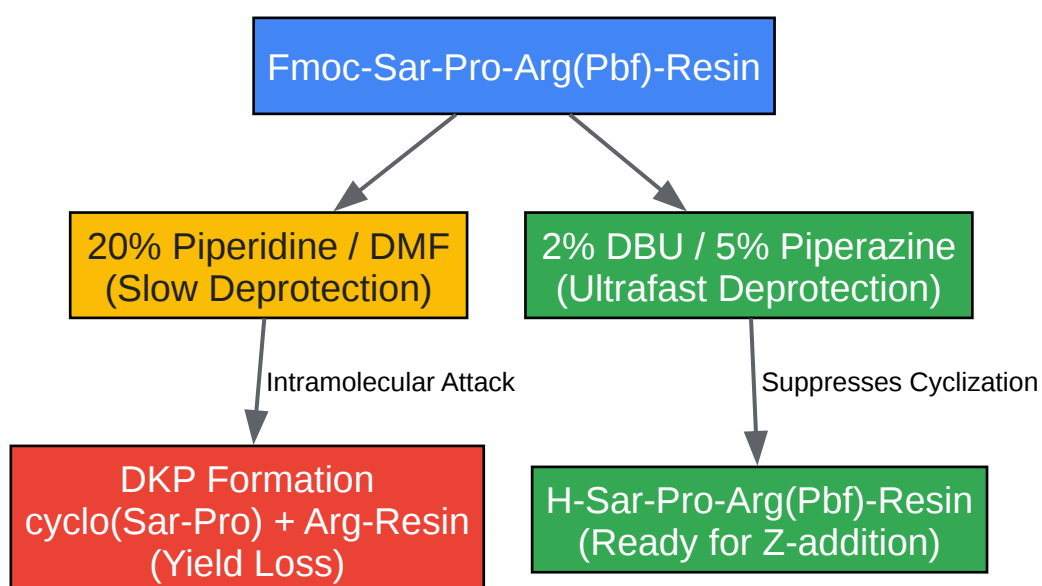 Fmoc-Sar-Pro-Arg(Pbf)-Resin
20% Piperidine / DMF
(Slow Deprotection)
2% DBU / 5% Piperazine
(Ultrafast Deprotection)
Intramolecular Attack
Suppresses Cyclization
DKP Formation
cyclo(Sar-Pro) + Arg-Resin
(Yield Loss)
H-Sar-Pro-Arg(Pbf)-Resin
(Ready for Z-addition)